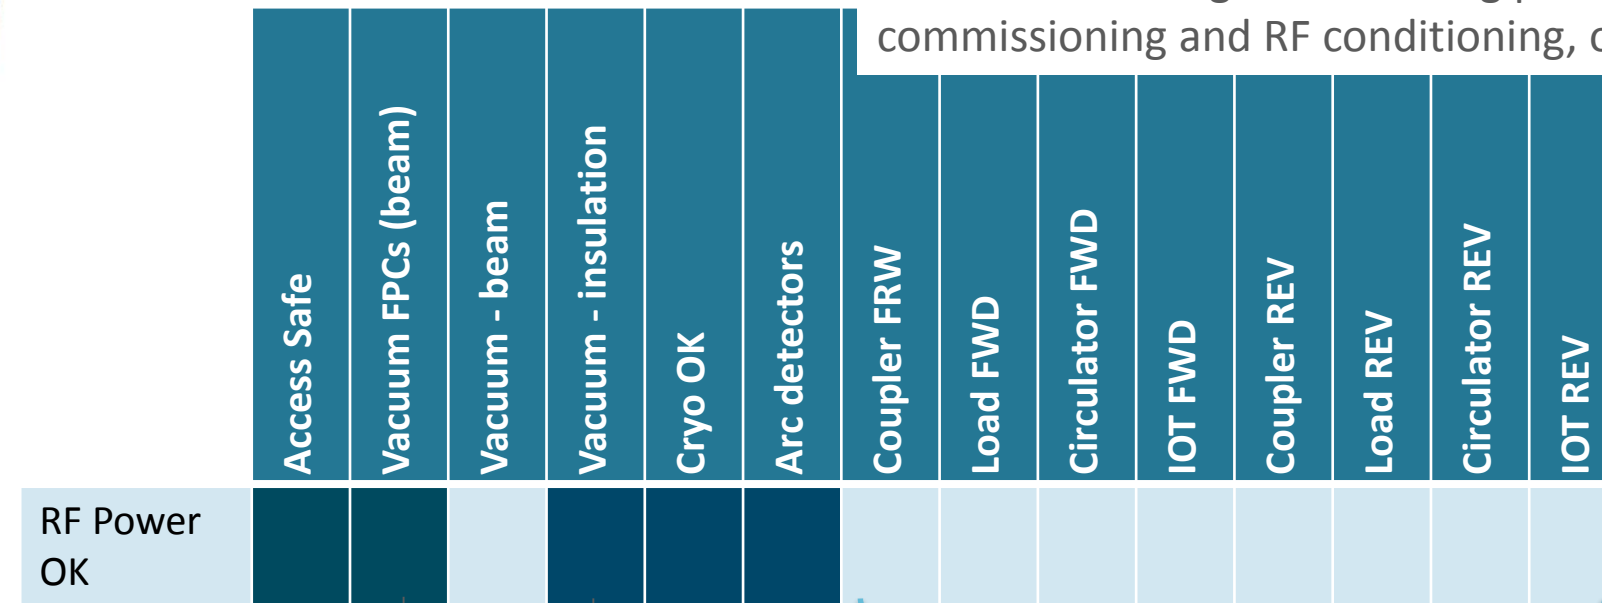 commissioning and RF conditioning,
Access Safe
Vacuum FPCs (beam)
Vacuum - beam
Vacuum - insulation
Cryo OK
Arc detectors
Coupler FRW
Load FWD
Circulator FWD
IOT FWD
Coupler REV
Load REV
Circulator REV
IOT REV
RF Power
OK